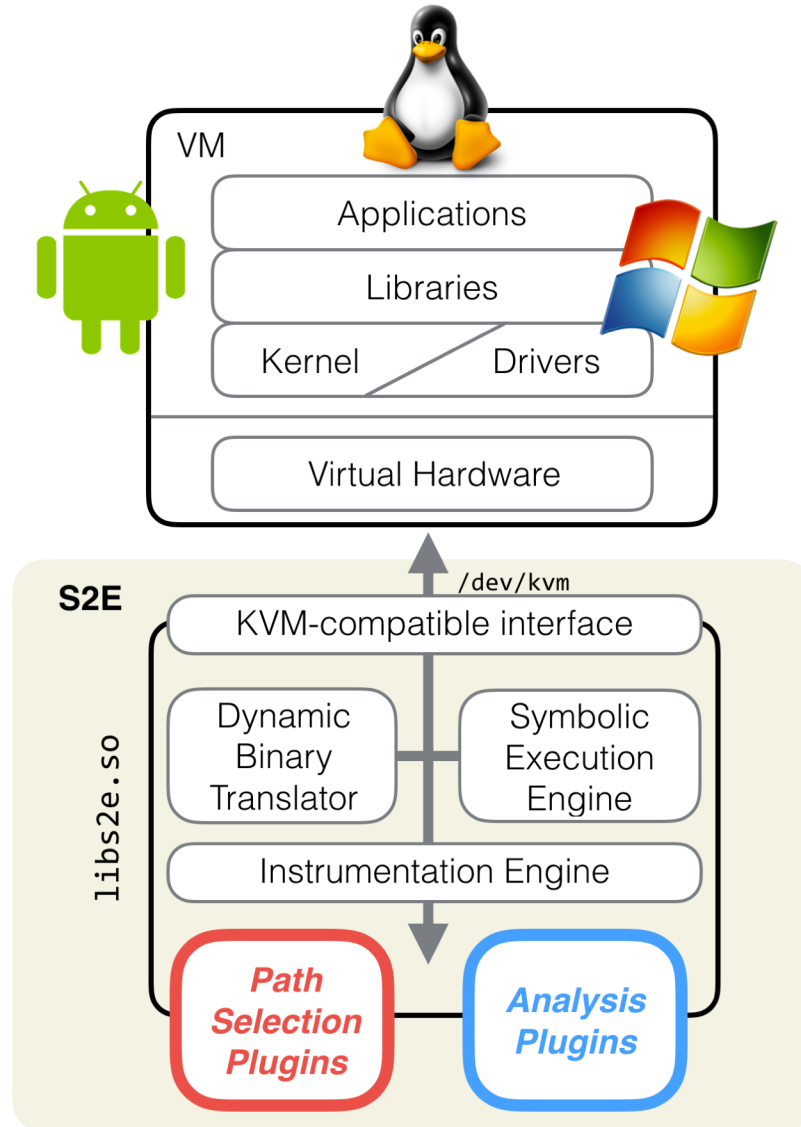 VM
Applications
Libraries
Kernel
Drivers
Virtual Hardware
/dev/kvm
S2E
KVM-compatible interface
libs2e.so
Dynamic
Binary
Translator
Symbolic
Execution
Engine
Instrumentation Engine
Path
Selection
Plugins
Analysis
Plugins